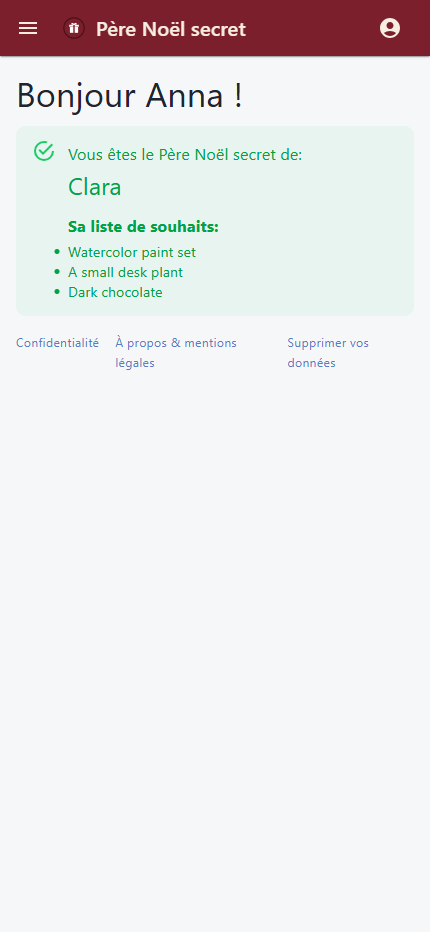 Père Noël secret
Bonjour Anna !
Vous êtes le Père Noël secret de:
Clara
Sa liste de souhaits:
Watercolor paint set
A small desk plant
Dark chocolate
Confidentialité
À propos & mentions
légales
Supprimer vos
données